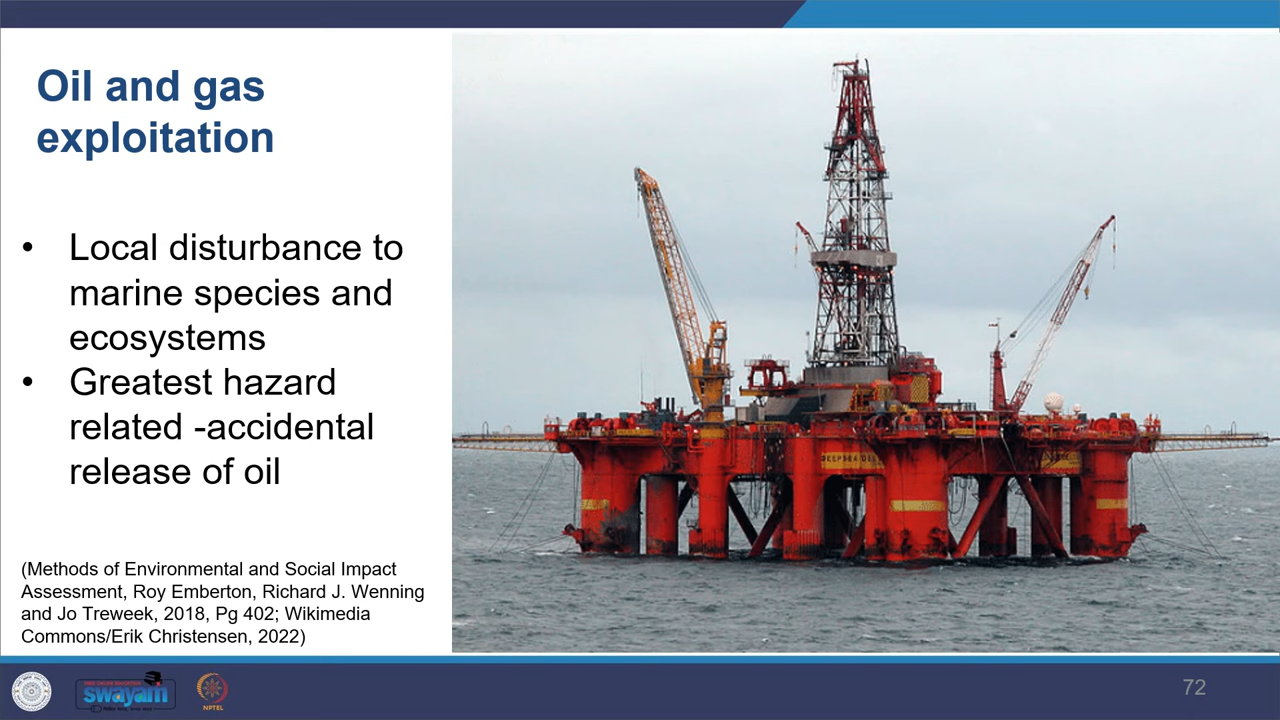 Oil and gas
exploitation
• Local disturbance to
marine species and
ecosystems
• Greatest hazard
related -accidental
release of oil
(Methods of Environmental and Social Impact
Assessment, Roy Emberton, Richard J. Wenning
and Jo Treweek, 2018, Pg 402; Wikimedia
Commons/Erik Christensen, 2022)
DEEPSEA
swayam
NPTEL
72